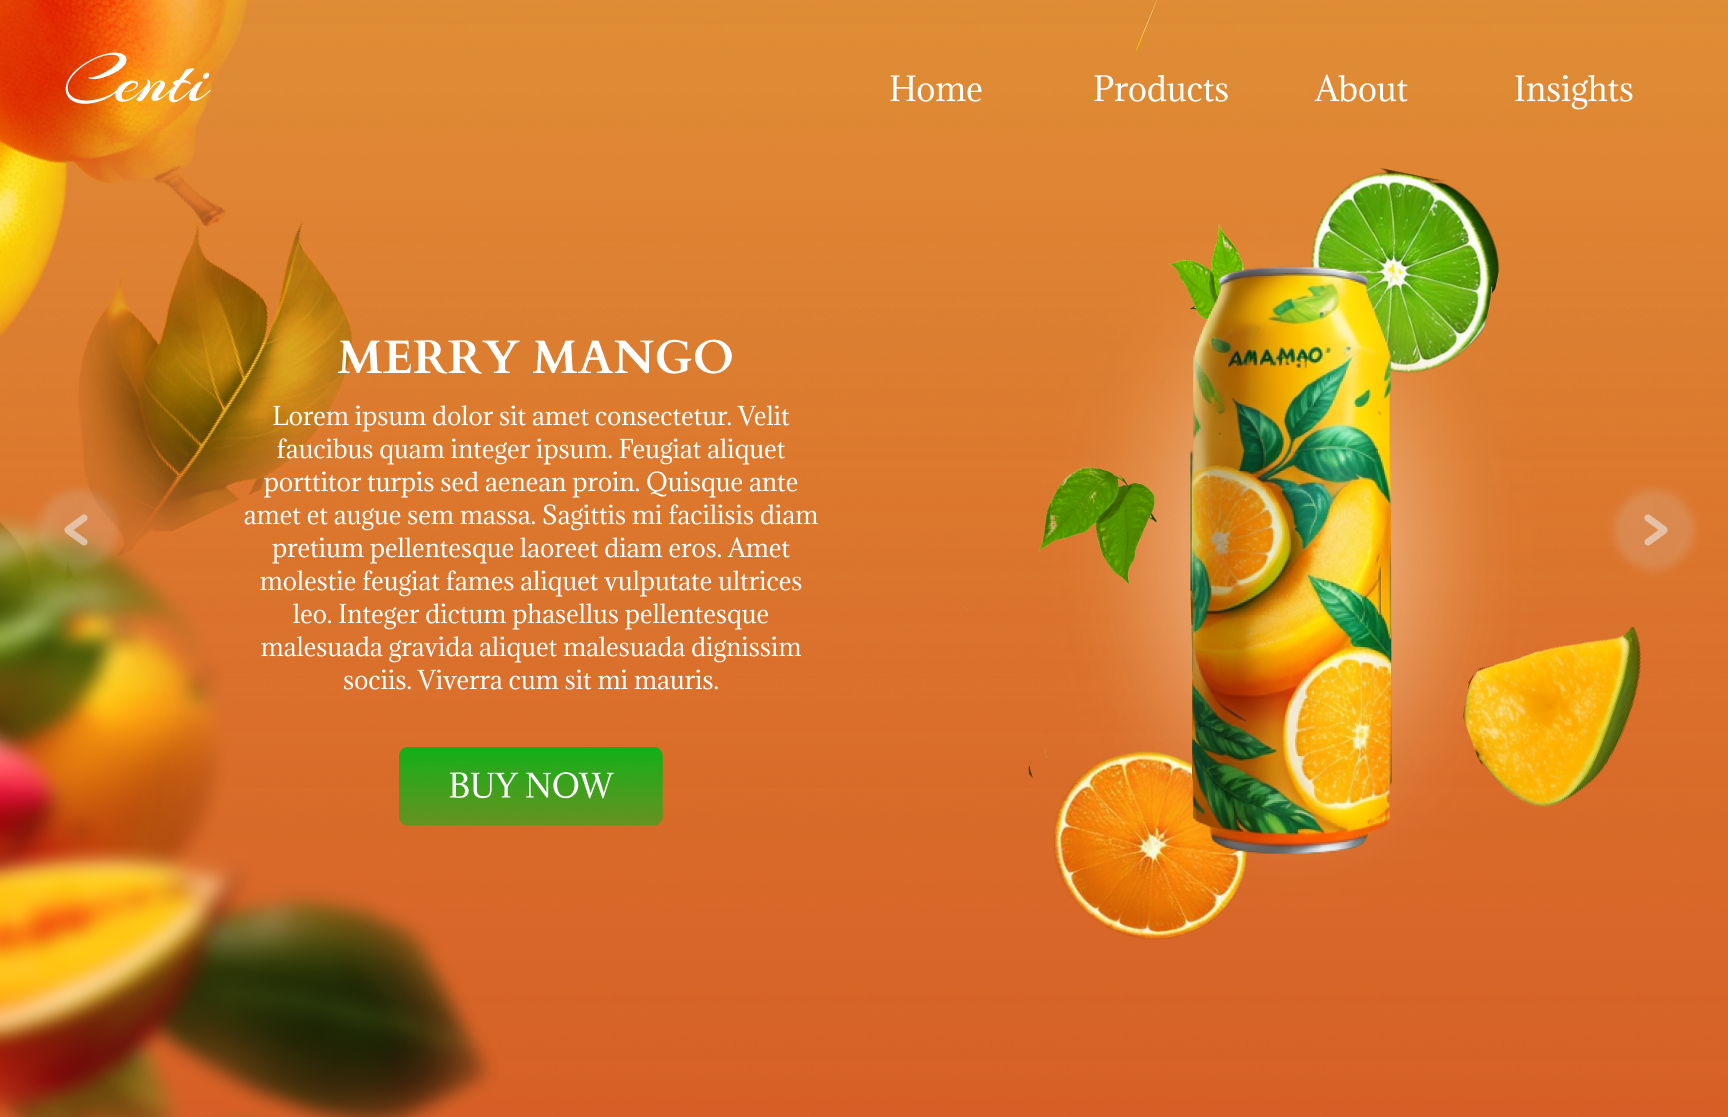 Centi
Home Products About Insights
AMAMAO
MERRY MANGO
Lorem ipsum dolor sit amet consectetur. Velit
faucibus quam integer ipsum. Feugiat aliquet
porttitor turpis sed aenean proin. Quisque ante
amet et augue sem massa. Sagittis mi facilisis diam
pretium pellentesque laoreet diam eros. Amet
molestie feugiat fames aliquet vulputate ultrices
leo. Integer dictum phasellus pellentesque
malesuada gravida aliquet malesuada dignissim
sociis. Viverra cum sit mi mauris.
BUY NOW